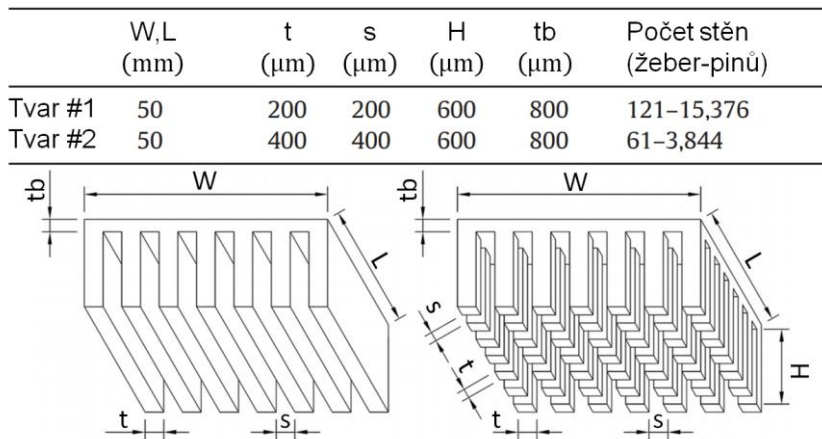 W,L t s H tb Počet stěn
(mm) (μm) (μm) (μm) (μm) (žeber-pinů)
Tvar #1 50 200 200 600 800 121–15,376
Tvar #2 50 400 400 600 800 61–3,844
tb W L t s
tb W L s t H t s